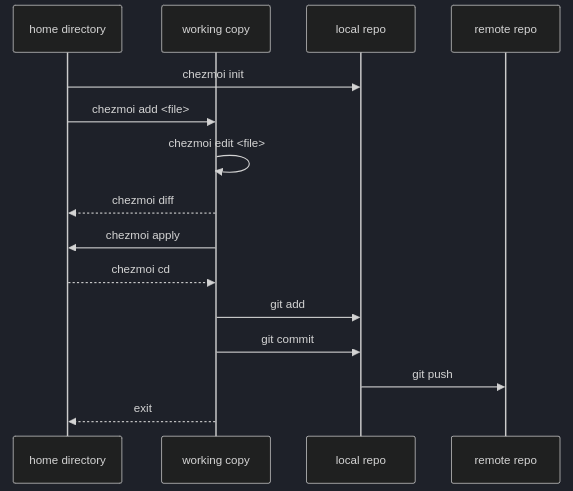 home directory
working copy
local repo
remote repo
chezmoi init
chezmoi add <file>
chezmoi edit <file>
chezmoi diff
chezmoi apply
chezmoi cd
git add
git commit
git push
exit
home directory
working copy
local repo
remote repo